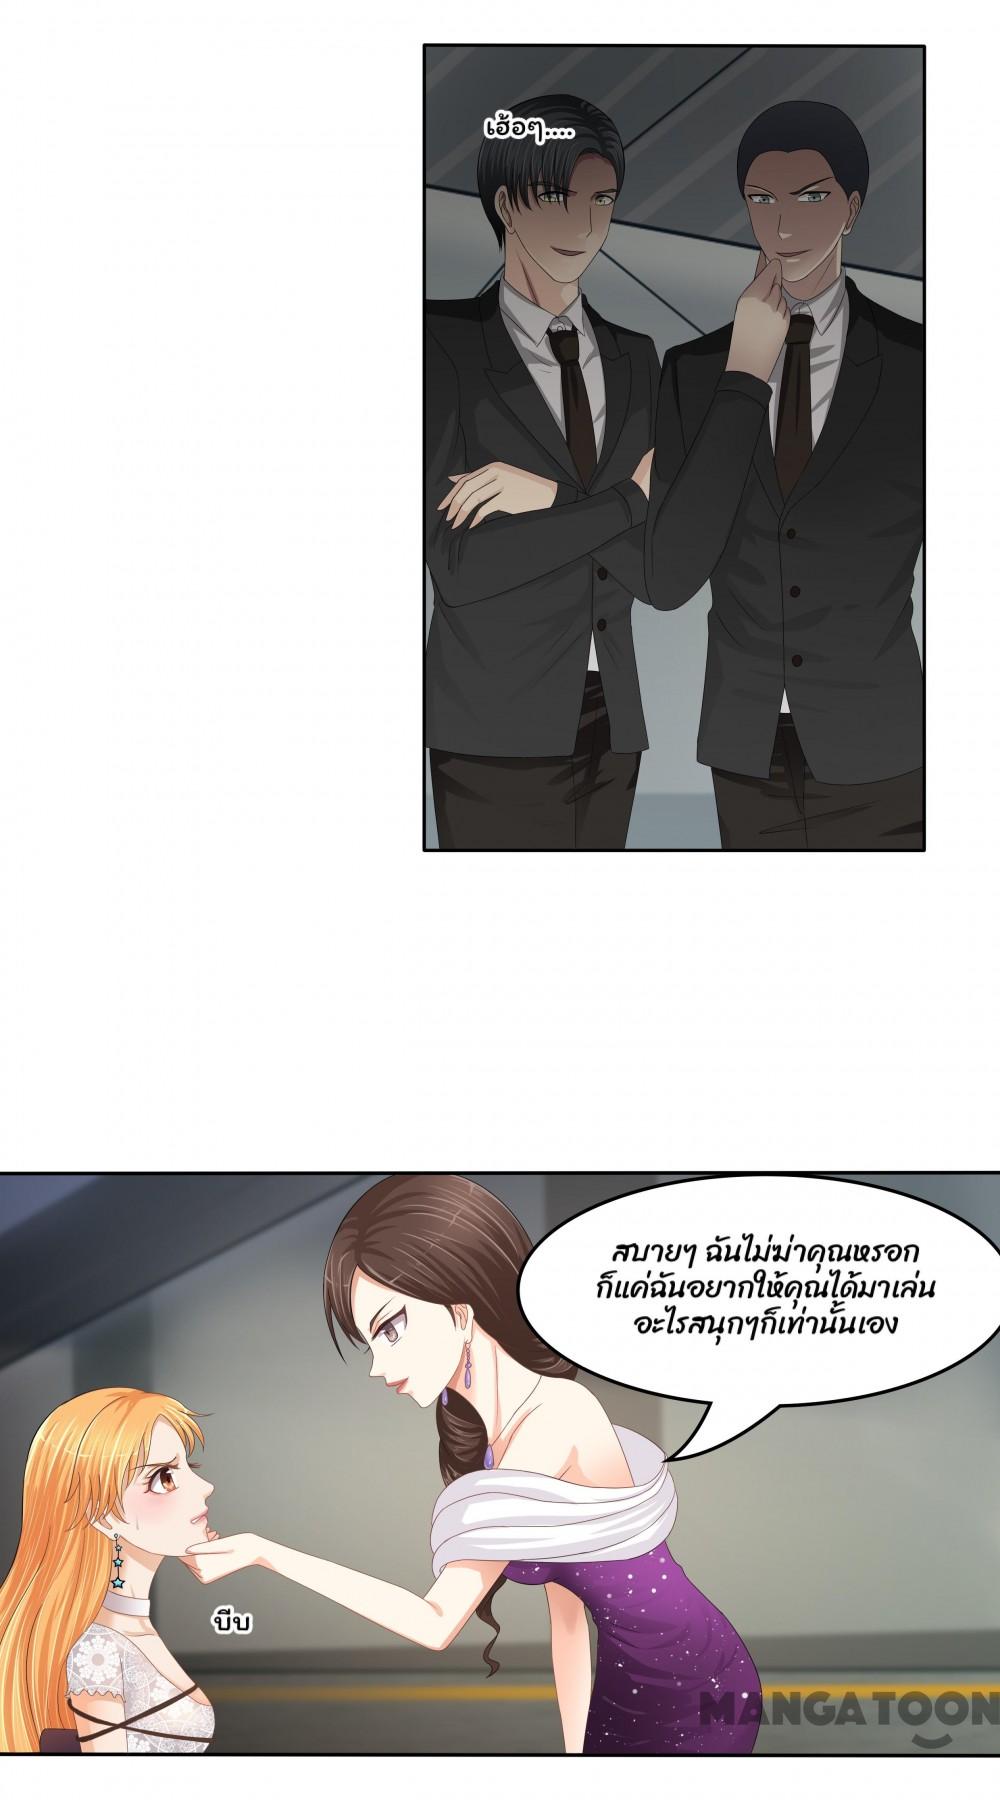 เฮ้อๆ....
สบายๆ ฉันไม่ฆ่าคุณหรอก
ก็แค่ฉันอยากให้คุณได้มาเล่น
อะไรสนุกๆก็เท่านั้นเอง
บีบ
MANGATOON